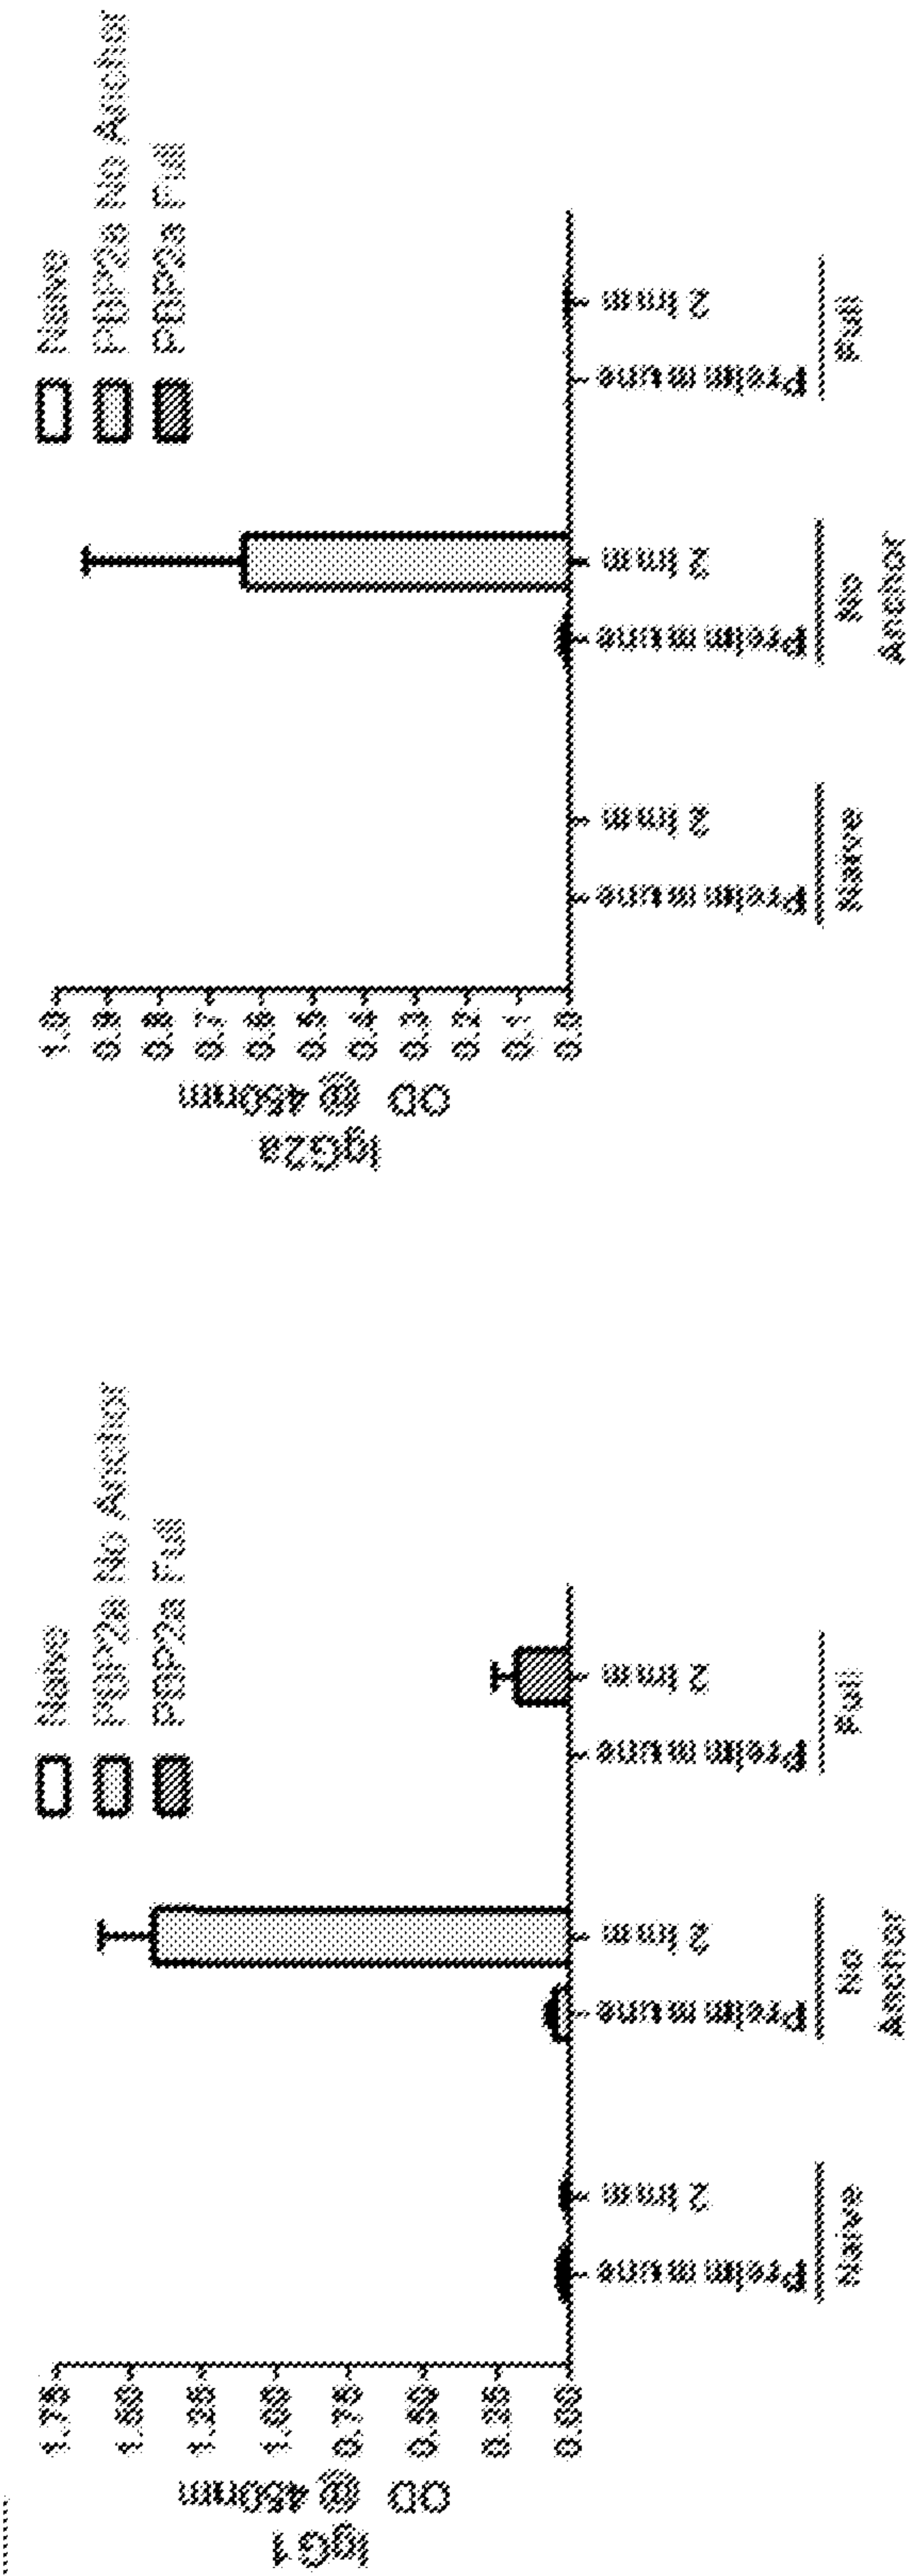 IgG1
OD @ 450nm
1.75
1.50
1.25
1.00
0.75
0.50
0.25
0.00
Naive
PBP2a No Anchor
PBP2a Full
Preimmune
2 imm
Preimmune
2 imm
Preimmune
2 imm
Naive
No
Anchor
Full
IgG2a
OD @ 450nm
1.0
0.9
0.8
0.7
0.6
0.5
0.4
0.3
0.2
0.1
0.0
Naive
PBP2a No Anchor
PBP2a Full
Preimmune
2 imm
Preimmune
2 imm
Preimmune
2 imm
Naive
No
Anchor
Full